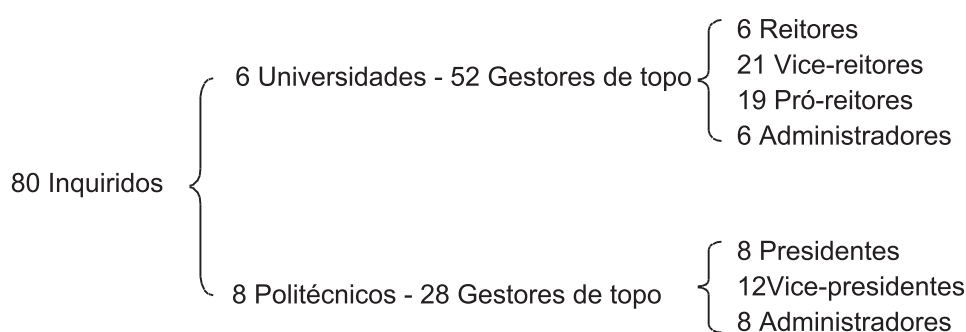 80 Inquiridos
6 Universidades - 52 Gestores de topo
6 Reitores
21 Vice-reitores
19 Pró-reitores
6 Administradores
8 Politécnicos - 28 Gestores de topo
8 Presidentes
12Vice-presidentes
8 Administradores